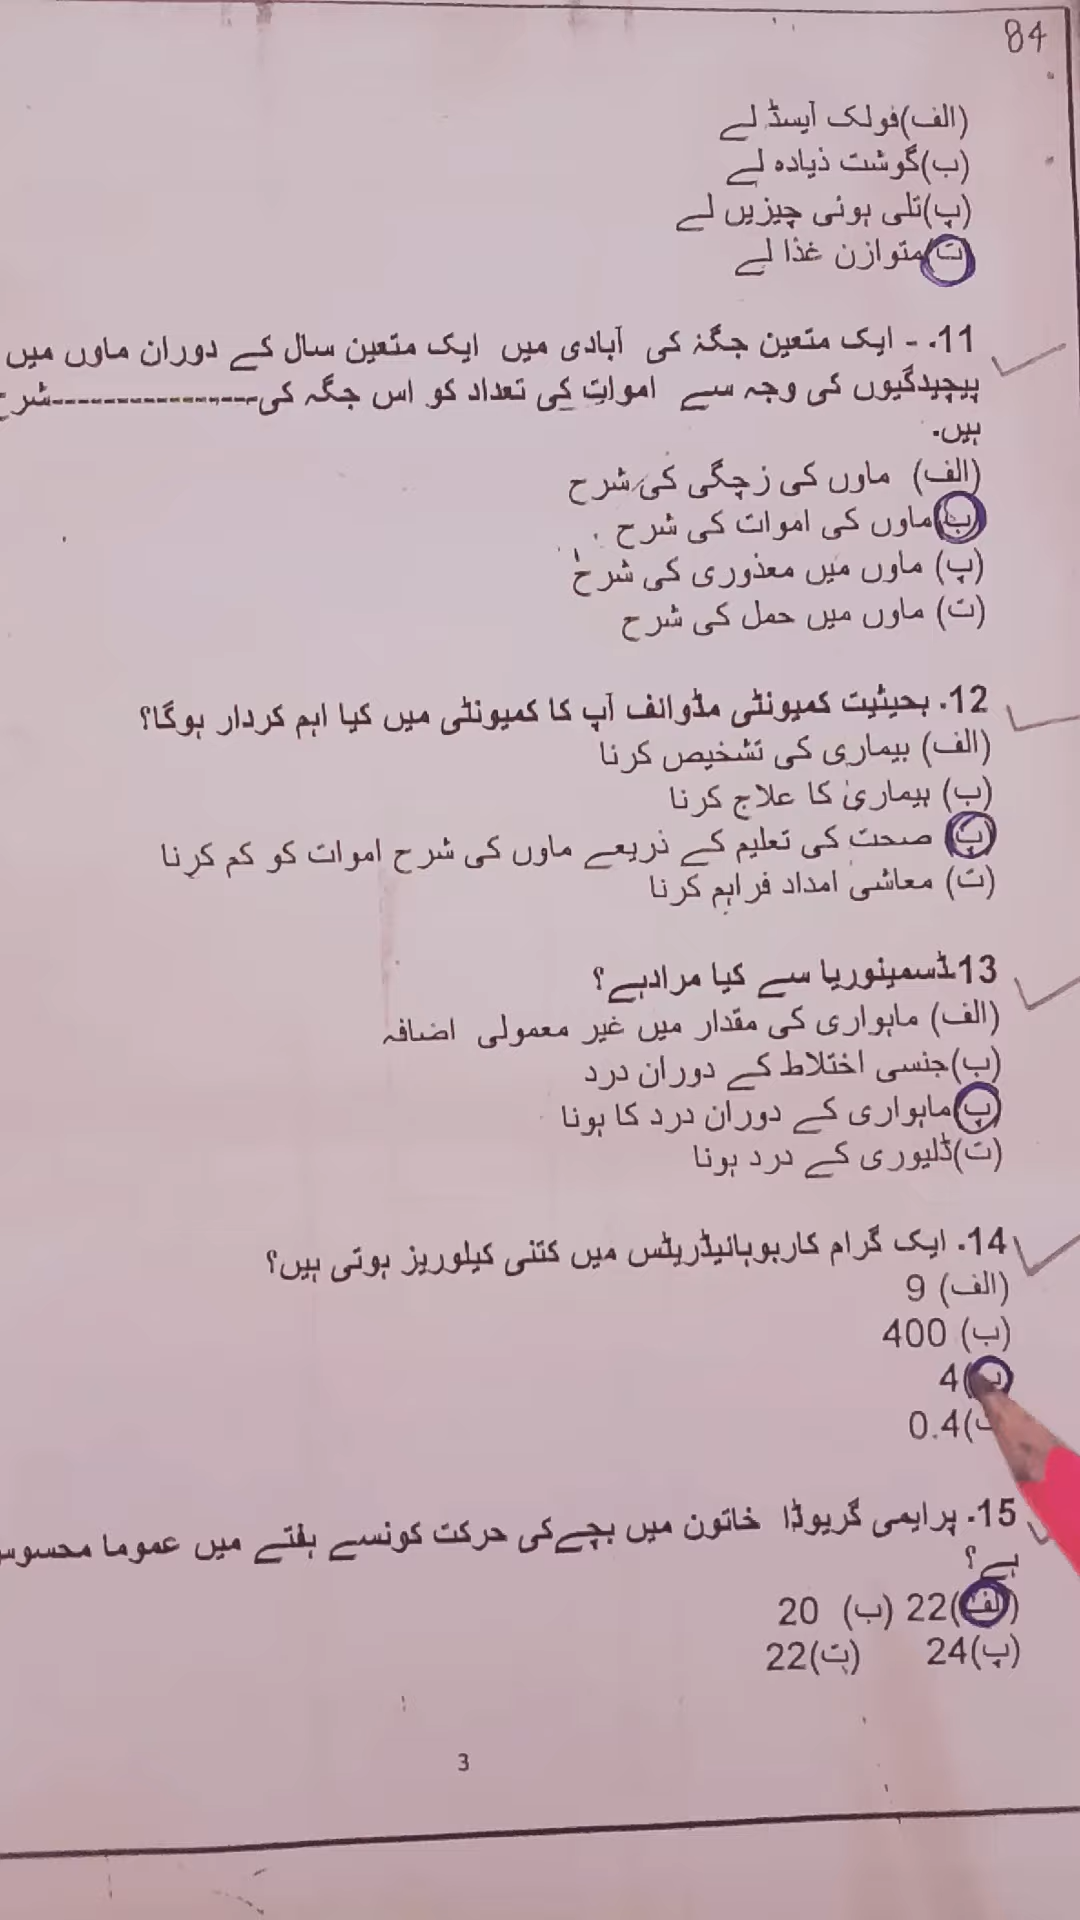 84
(الف)فولک ایسڈ لے
(ب)گوشت ذیادہ لے
(پ)تلی ہوئی چیزیں لے
(ت)متوازن غذا لے
11. - ایک متعین جگہ کی آبادی میں ایک متعین سال کے دوران ماوں میں
پیچیدگیوں کی وجہ سے اموات کی تعداد کو اس جگہ کی----------------شرح
ہیں.
(الف) ماوں کی زچگی کی شرح
(ب)ماوں کی اموات کی شرح
(پ) ماوں میں معذوری کی شرح
(ت) ماوں میں حمل کی شرح
12. بحیثیت کمیونٹی مڈوائف آپ کا کمیونٹی میں کیا اہم کردار ہوگا؟
(الف) بیماری کی تشخیص کرنا
(ب) بیماری کا علاج کرنا
(پ) صحت کی تعلیم کے ذریعے ماوں کی شرح اموات کو کم کرنا
(ت) معاشی امداد فراہم کرنا
13.ڈسمینوریا سے کیا مرادہے؟
(الف) ماہواری کی مقدار میں غیر معمولی اضافہ
(ب)جنسی اختلاط کے دوران درد
(پ)ماہواری کے دوران درد کا ہونا
(ت)ڈلیوری کے درد ہونا
14. ایک گرام کاربوہائیڈریٹس میں کتنی کیلوریز ہوتی ہیں؟
(الف) 9
(ب) 400
(پ)4
(ت)0.4
15. پرایمی گریوڈا خاتون میں بچےکی حرکت کونسے ہفتے میں عموما محسوس
ہے؟
(الف)22 (ب) 20
(پ)24 (ت)22
3